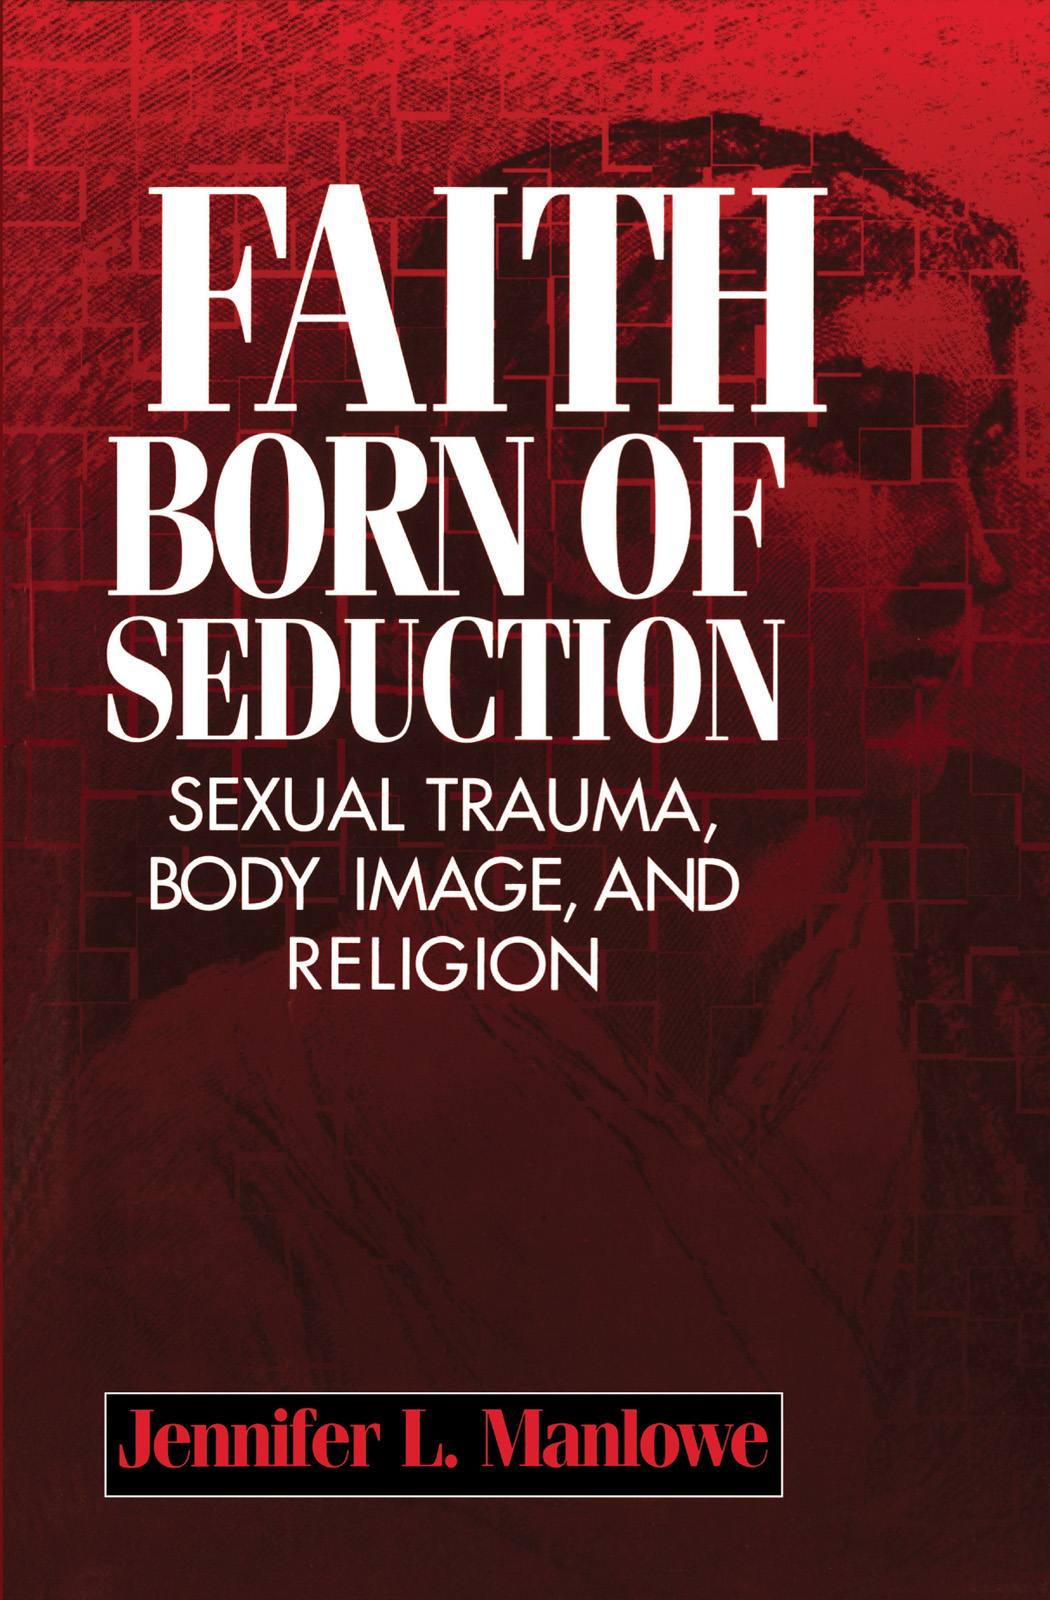 FAITH
BORN OF
SEDUCTION
SEXUAL TRAUMA,
BODY IMAGE, AND
RELIGION
Jennifer L. Manlowe